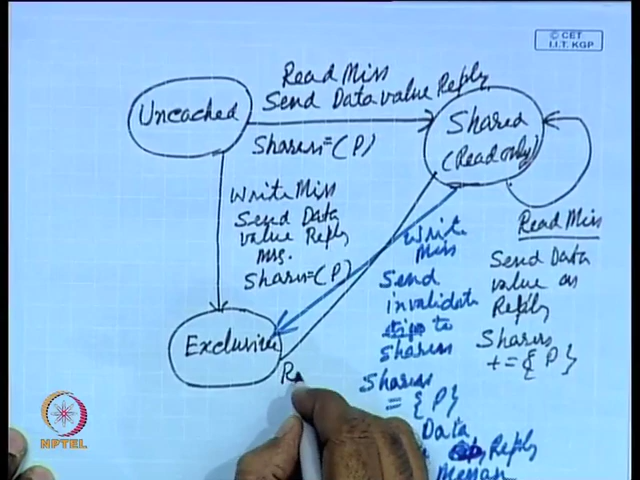 © CET
I.I.T. KGP
Read Miss
Send Data value Reply
Uncached
Sharers=(P)
Shared
(Read only)
Write Miss
Send Data
value Reply
msg.
Sharers=(P)
Write
Miss
Send
invalidate
to
Sharers
Sharers
= {P}
Data
Reply
Message
Read Miss
Send Data
value as
Reply
Sharers
+= {P}
Exclusive
R
NPTEL